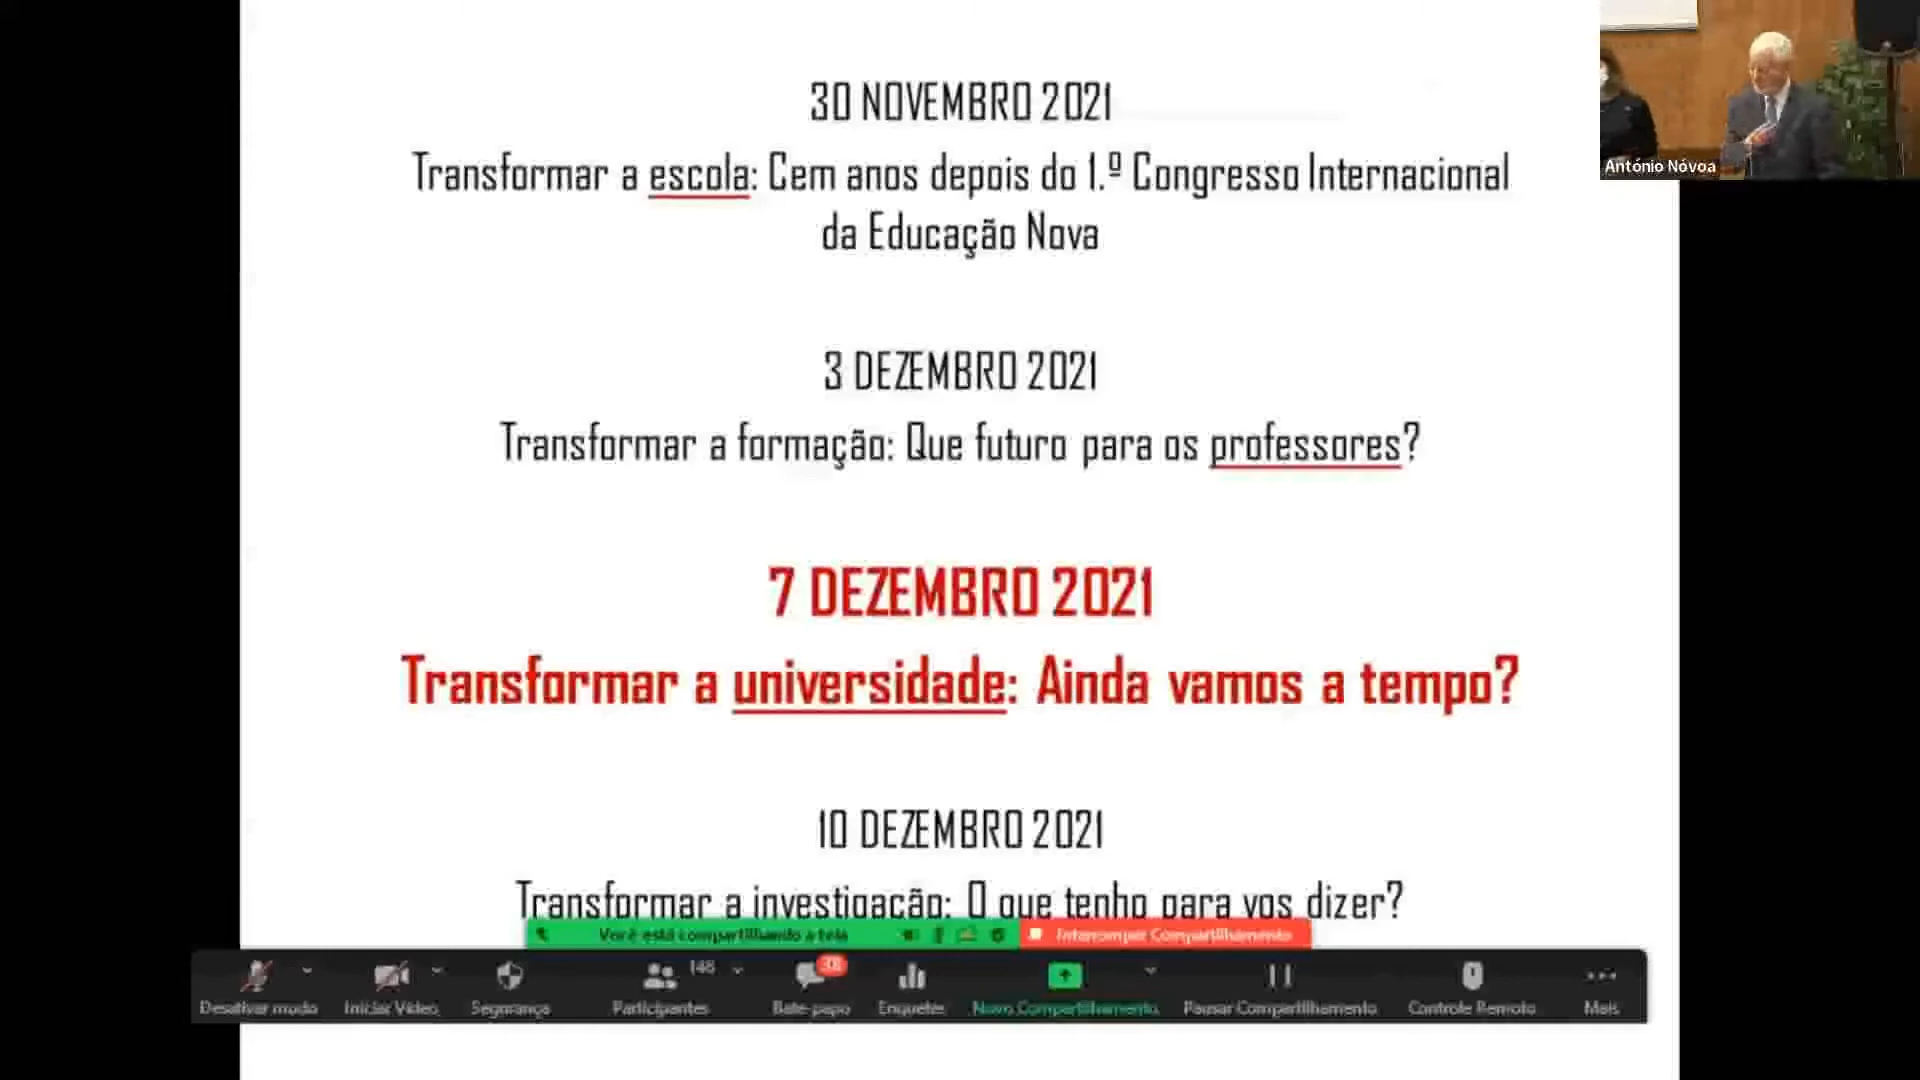 30 NOVEMBRO 2021
Transformar a escola: Cem anos depois do 1.º Congresso Internacional
da Educação Nova
António Nóvoa
3 DEZEMBRO 2021
Transformar a formação: Que futuro para os professores?
7 DEZEMBRO 2021
Transformar a universidade: Ainda vamos a tempo?
10 DEZEMBRO 2021
Transformar a investigação: O que tenho para vos dizer?
Você está compartilhando a tela Interromper Compartilhamento
Desativar mudo Iniciar Vídeo Segurança Participantes 148 Bate-papo 38 Enquetes Novo Compartilhamento Pausar Compartilhamento Controle Remoto Mais